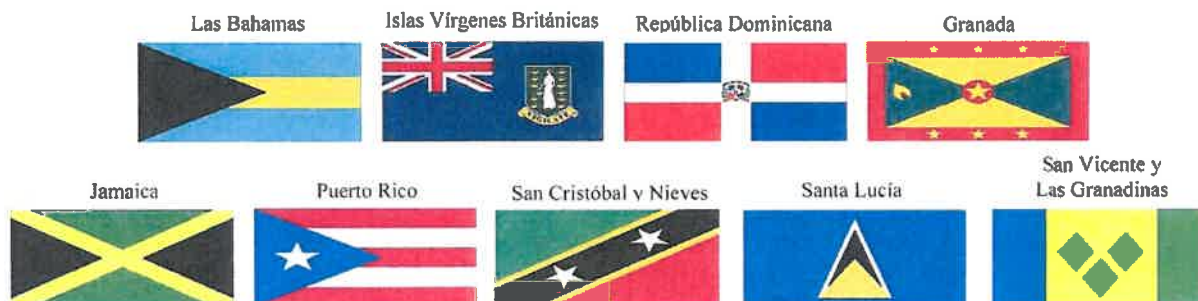 Las Bahamas
Islas Vírgenes Británicas
República Dominicana
Granada
VIGILATE
Jamaica
Puerto Rico
San Cristóbal y Nieves
Santa Lucía
San Vicente y
Las Granadinas